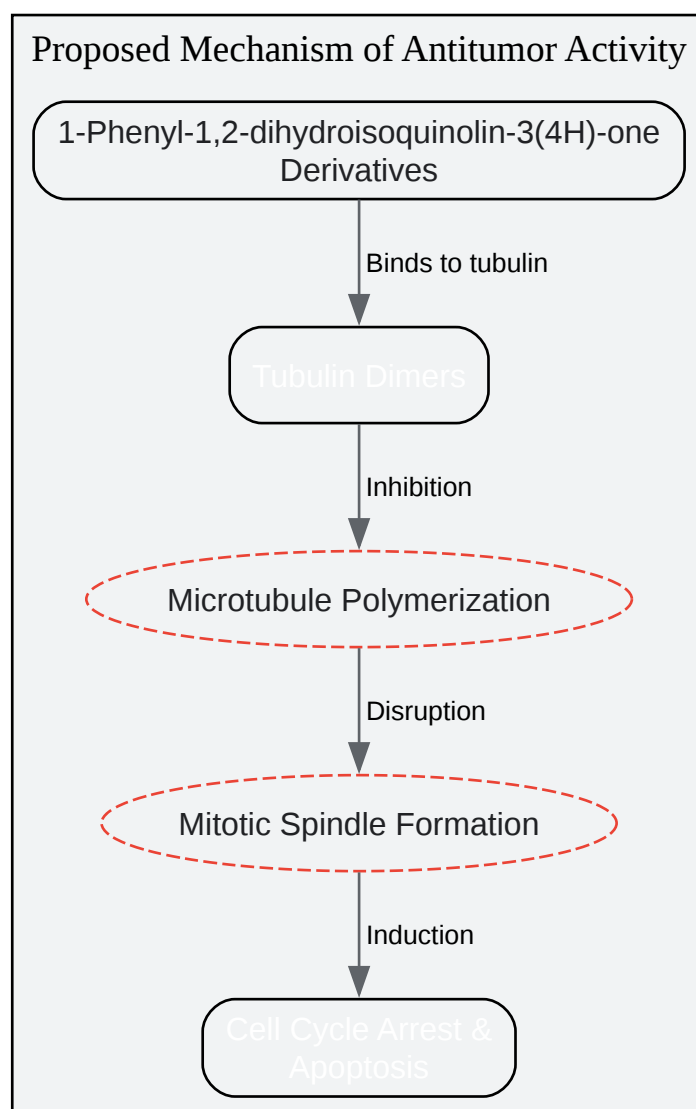 Proposed Mechanism of Antitumor Activity
1-Phenyl-1,2-dihydroisoquinolin-3(4H)-one
Derivatives
Binds to tubulin
Tubulin Dimers
Inhibition
Microtubule Polymerization
Disruption
Mitotic Spindle Formation
Induction
Cell Cycle Arrest &
Apoptosis